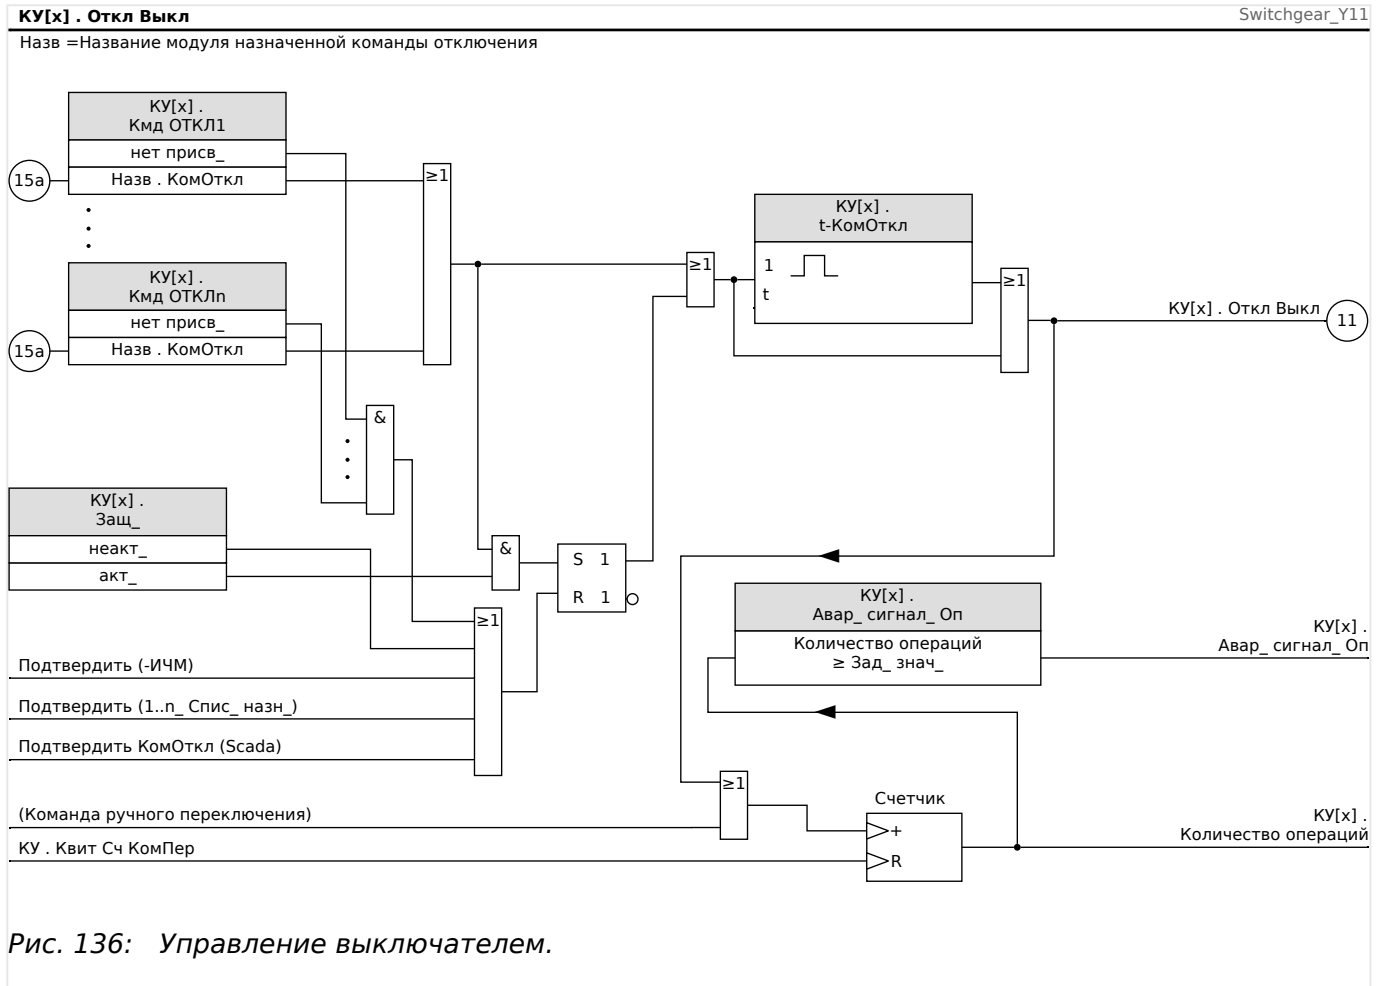 КУ[x] . Откл Выкл
Switchgear_Y11
Назв =Название модуля назначенной команды отключения
КУ[x] .
Кмд ОТКЛ1
нет присв_
15a
Назв . КомОткл
≥1
КУ[x] .
t-КомОткл
1
t
≥1
≥1
КУ[x] .
Кмд ОТКЛn
нет присв_
15a
Назв . КомОткл
КУ[x] . Откл Выкл
11
&
КУ[x] .
Защ_
неакт_
акт_
&
S 1
R 1
≥1
КУ[x] .
Авар_ сигнал_ Оп
Количество операций
≥ Зад_ знач_
КУ[x] .
Авар_ сигнал_ Оп
Подтвердить (-ИЧМ)
Подтвердить (1..n_ Спис_ назн_)
Подтвердить КомОткл (Scada)
≥1
Счетчик
(Команда ручного переключения)
+
R
КУ[x] .
Количество операций
КУ . Квит Сч КомПер
Рис. 136: Управление выключателем.